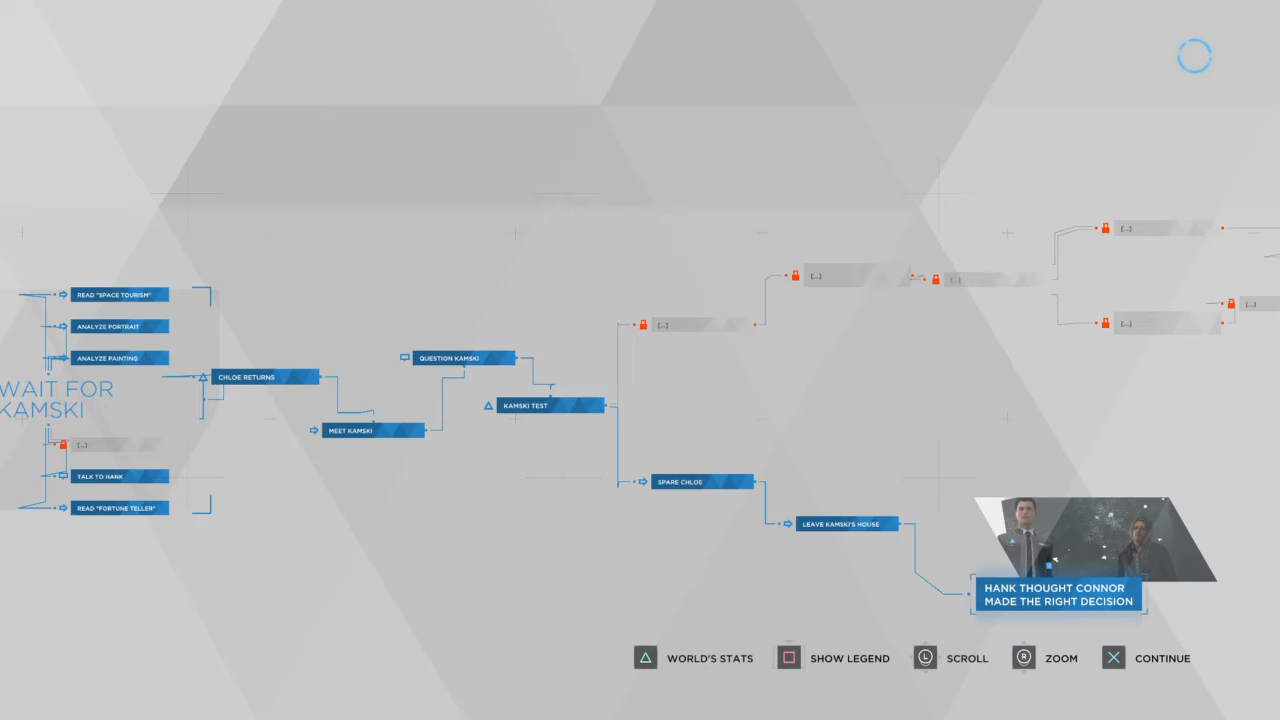 [...]
[...]
[...]
[...]
READ "SPACE TOURISM"
[...]
[...]
ANALYZE PORTRAIT
ANALYZE PAINTING
QUESTION KAMSKI
WAIT FOR
KAMSKI
CHLOE RETURNS
KAMSKI TEST
MEET KAMSKI
[...]
TALK TO HANK
SPARE CHLOE
READ "FORTUNE TELLER"
LEAVE KAMSKI'S HOUSE
HANK THOUGHT CONNOR
MADE THE RIGHT DECISION
WORLD'S STATS
SHOW LEGEND
L
SCROLL
R
ZOOM
CONTINUE